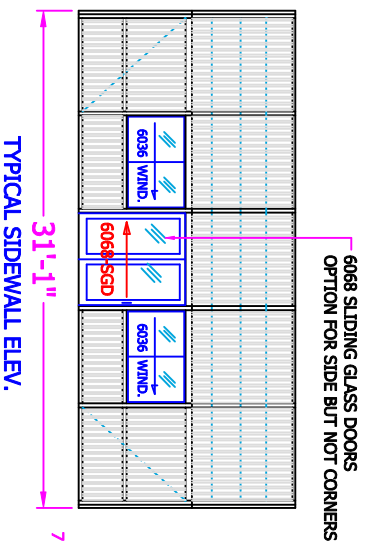 6068 SLIDING GLASS DOORS
OPTION FOR SIDE BUT NOT CORNERS
6036 WIND.
6068-SGD
6036 WIND.
31'-1"
TYPICAL SIDEWALL ELEV.
7